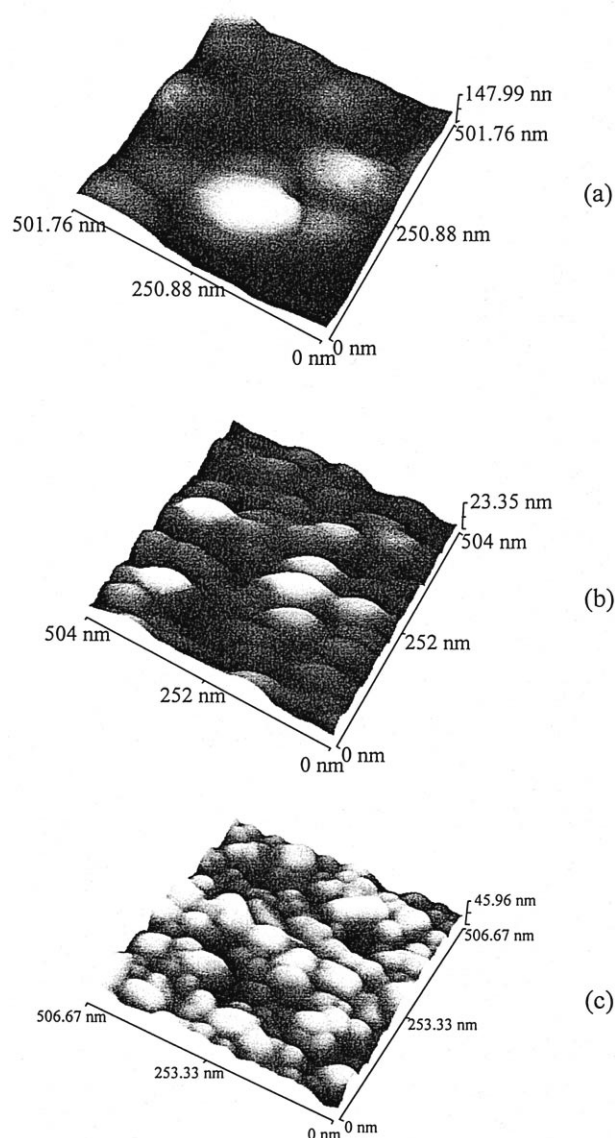 147.99 nm
501.76 nm
(a)
250.88 nm
501.76 nm
250.88 nm
0 nm
0 nm
23.35 nm
504 nm
(b)
252 nm
504 nm
252 nm
0 nm
0 nm
45.96 nm
506.67 nm
(c)
253.33 nm
506.67 nm
253.33 nm
0 nm
0 nm